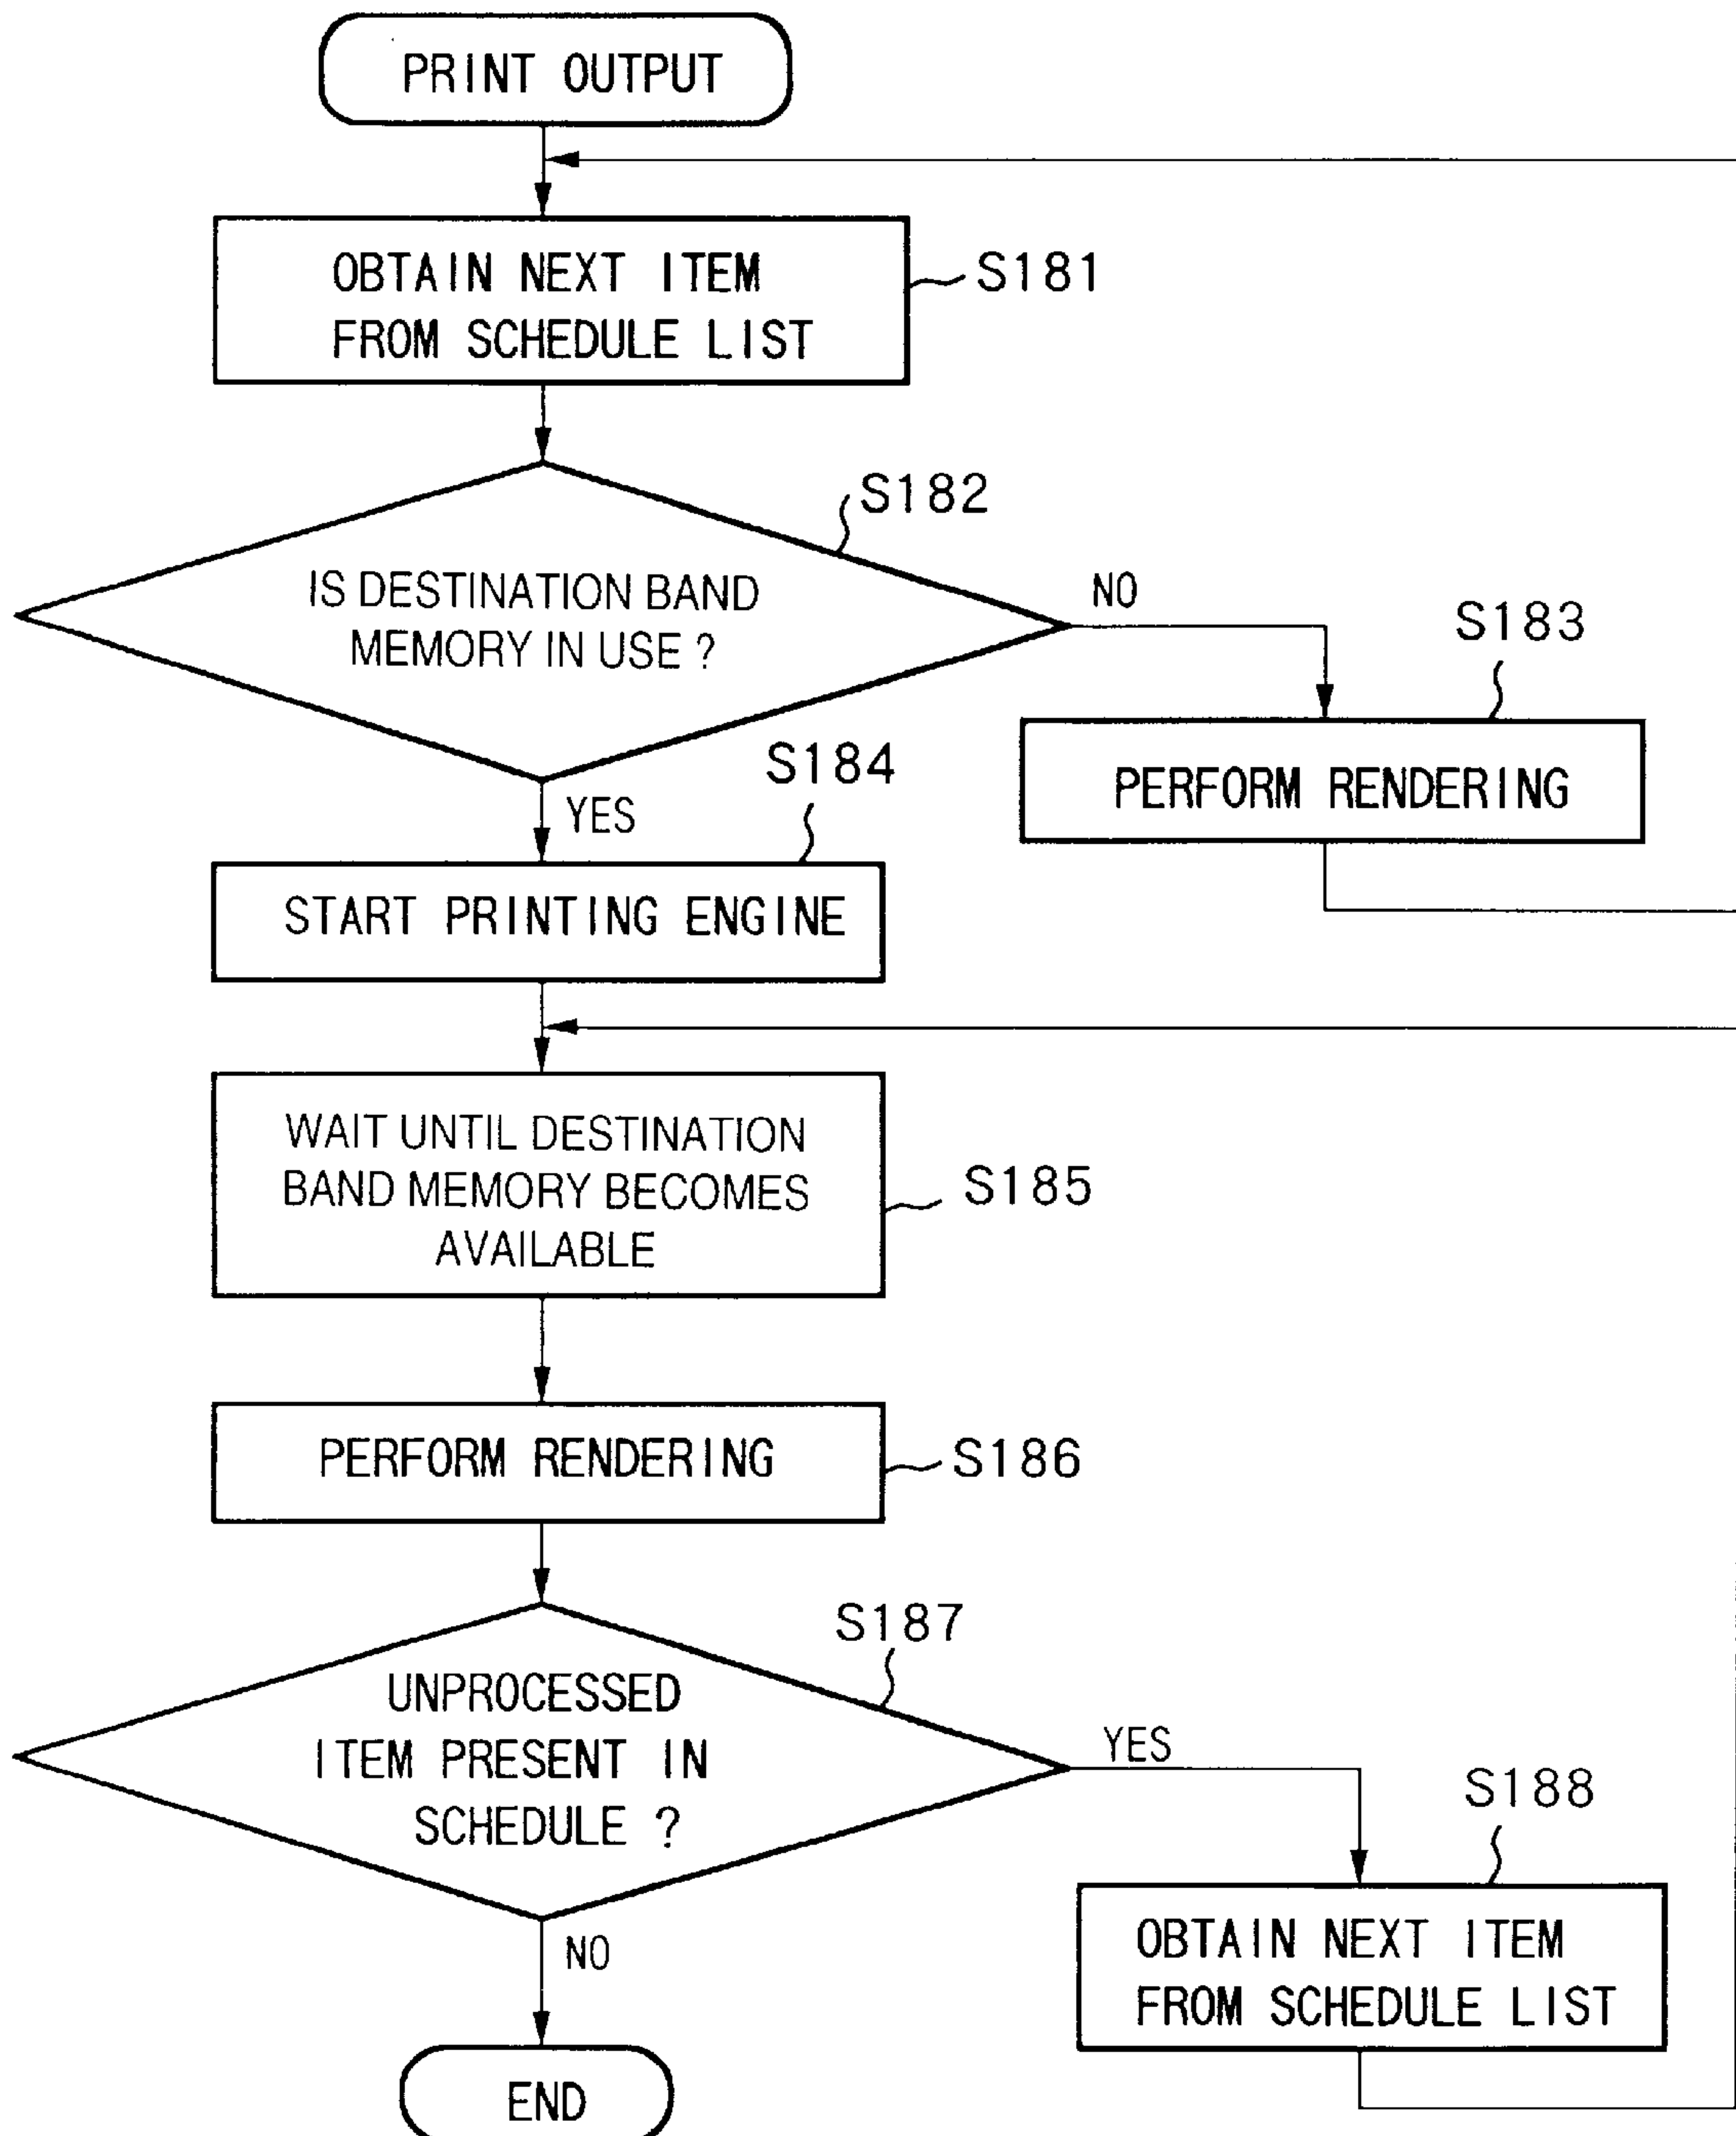 PRINT OUTPUT
OBTAIN NEXT ITEM
FROM SCHEDULE LIST
S181
S182
IS DESTINATION BAND
MEMORY IN USE ?
NO
S183
PERFORM RENDERING
YES
S184
START PRINTING ENGINE
WAIT UNTIL DESTINATION
BAND MEMORY BECOMES
AVAILABLE
S185
PERFORM RENDERING
S186
S187
UNPROCESSED
ITEM PRESENT IN
SCHEDULE ?
YES
S188
OBTAIN NEXT ITEM
FROM SCHEDULE LIST
NO
END